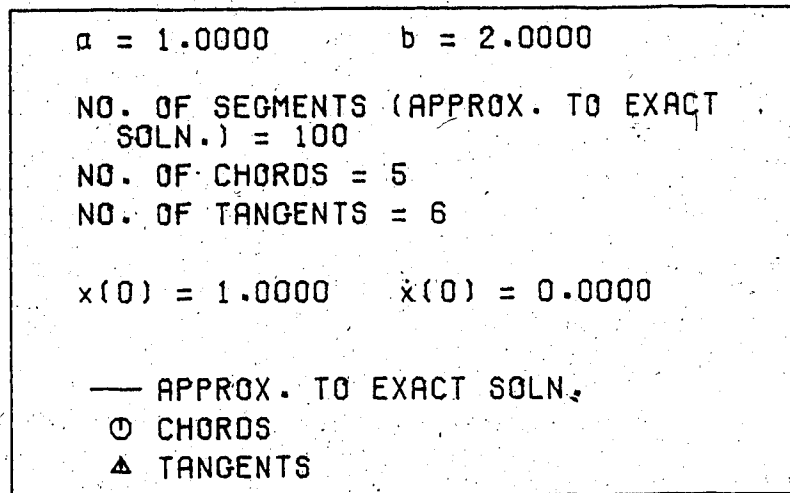 a = 1.0000 b = 2.0000
NO. OF SEGMENTS (APPROX. TO EXACT
SOLN.) = 100
NO. OF CHORDS = 5
NO. OF TANGENTS = 6
x(0) = 1.0000 ẋ(0) = 0.0000
— APPROX. TO EXACT SOLN.
CHORDS
TANGENTS